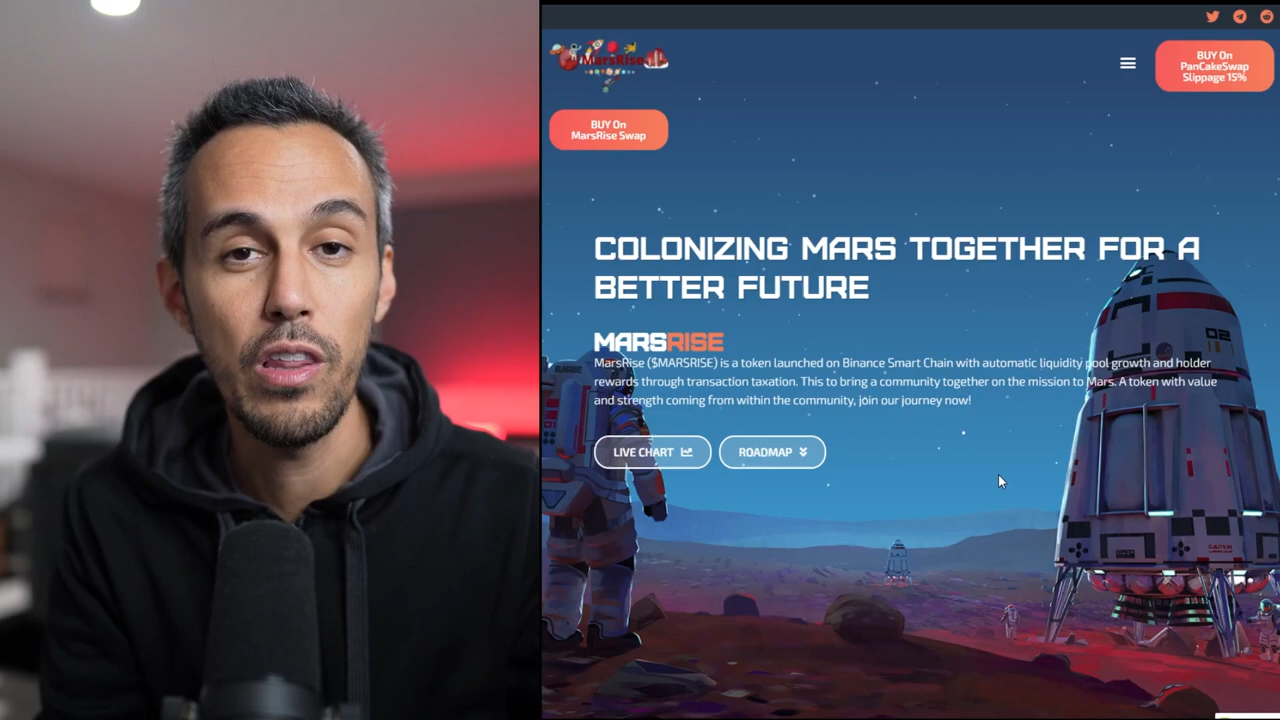 MarsRise
BUY On
PanCakeSwap
Slippage 15%
BUY On
MarsRise Swap
COLONIZING MARS TOGETHER FOR A
BETTER FUTURE
MARSRISE
MarsRise ($MARSRISE) is a token launched on Binance Smart Chain with automatic liquidity pool growth and holder
rewards through transaction taxation. This to bring a community together on the mission to Mars. A token with value
and strength coming from within the community, join our journey now!
LIVE CHART
ROADMAP
02